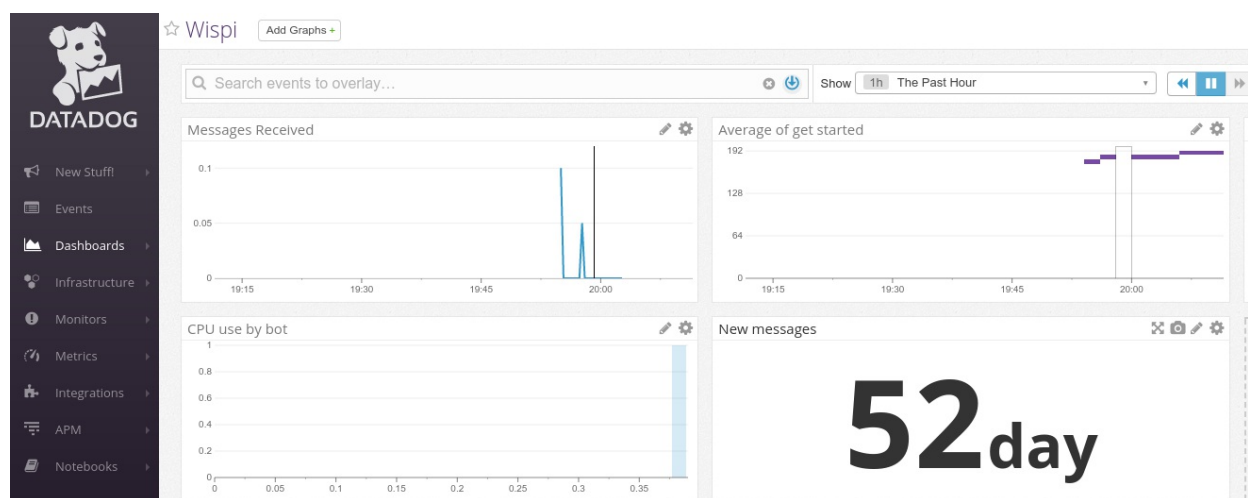 DATADOG
New Stuff!
Events
Dashboards
Infrastructure
Monitors
Metrics
Integrations
APM
Notebooks
Wispi Add Graphs +
Search events to overlay... Show 1h The Past Hour
Messages Received
0.1
0.05
0
19:15 19:30 19:45 20:00
Average of get started
192
128
64
0
19:15 19:30 19:45 20:00
CPU use by bot
1
0.8
0.6
0.4
0.2
0
0 0.05 0.1 0.15 0.2 0.25 0.3 0.35
New messages
52day